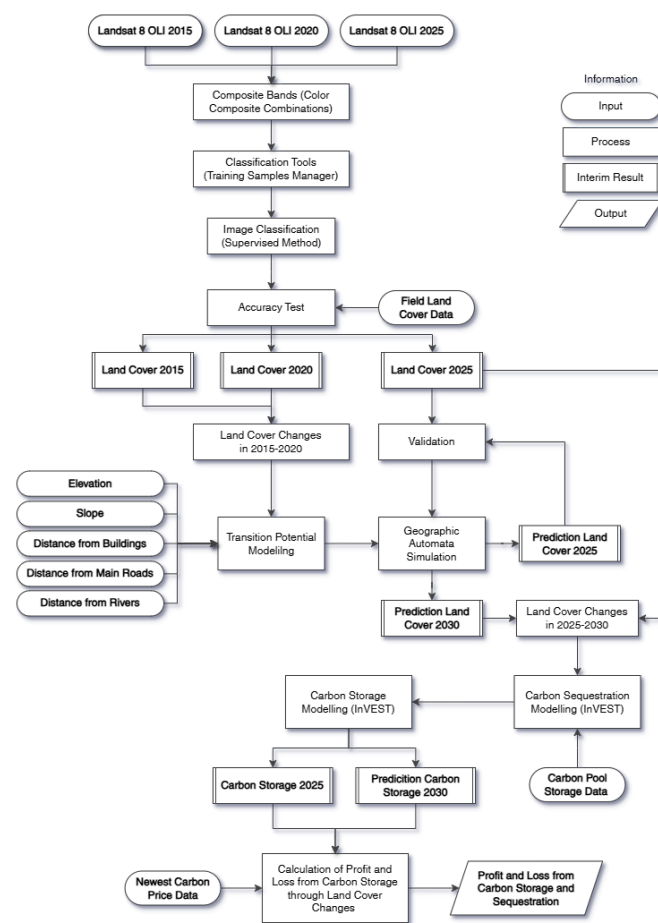 Landsat 8 OLI 2015
Landsat 8 OLI 2020
Landsat 8 OLI 2025
Composite Bands (Color
Composite Combinations)
Information
Input
Process
Interim Result
Output
Classification Tools
(Training Samples
Manager)
Image Classification
(Supervised Method)
Accuracy Test
Field Land
Cover Data
Land Cover 2015
Land Cover 2020
Land Cover 2025
Land Cover Changes
in 2015-2020
Validation
Elevation
Slope
Distance from Buildings
Distance from Main Roads
Distance from Rivers
Transition Potential
Modelilng
Geographic
Automata
Simulation
Prediction Land
Cover 2025
Prediction Land
Cover 2030
Land Cover Changes
in 2025-2030
Carbon Storage
Modelling (InVEST)
Carbon Sequestration
Modelling (InVEST)
Carbon Storage 2025
Predicition Carbon
Storage 2030
Carbon Pool
Storage Data
Newest Carbon
Price Data
Calculation of Profit and
Loss from Carbon Storage
through Land Cover
Changes
Profit and Loss from
Carbon Storage and
Sequestration